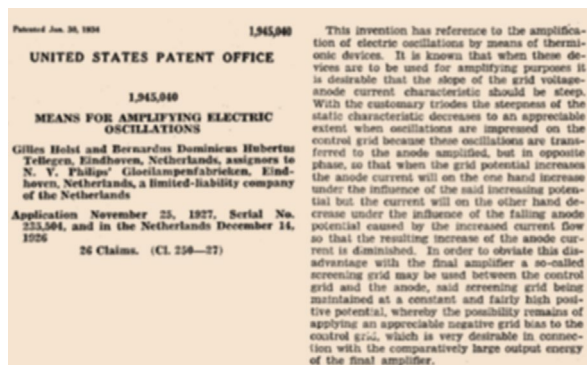 Patented Jan. 30, 1934
1,945,040
UNITED STATES PATENT OFFICE
1,945,040
MEANS FOR AMPLIFYING ELECTRIC
OSCILLATIONS
Gilles Holst and Bernardus Dominicus Hubertus
Tellegen, Eindhoven, Netherlands, assignors to
N. V. Philips' Gloeilampenfabrieken, Eind-
hoven, Netherlands, a limited-liability company
of the Netherlands
Application November 25, 1927, Serial No.
235,504, and in the Netherlands December 14,
1926
26 Claims. (Cl. 250—27)
This invention has reference to the amplifica-
tion of electric oscillations by means of thermi-
onic devices. It is known that when these de-
vices are to be used for amplifying purposes it
is desirable that the slope of the grid voltage-
anode current characteristic should be steep.
With the customary triodes the steepness of the
static characteristic decreases to an appreciable
extent when oscillations are impressed on the
control grid because these oscillations are trans-
ferred to the anode amplified, but in opposite
phase, so that when the grid potential increases
the anode current will on the one hand increase
under the influence of the said increasing poten-
tial but the current will on the other hand de-
crease under the influence of the falling anode
potential caused by the increased current flow
so that the resulting increase of the anode cur-
rent is diminished. In order to obviate this dis-
advantage with the final amplifier a so-called
screening grid may be used between the control
grid and the anode, said screening grid being
maintained at a constant and fairly high posi-
tive potential, whereby the possibility remains of
applying an appreciable negative grid bias to the
control grid, which is very desirable in connec-
tion with the comparatively large output energy
of the final amplifier.